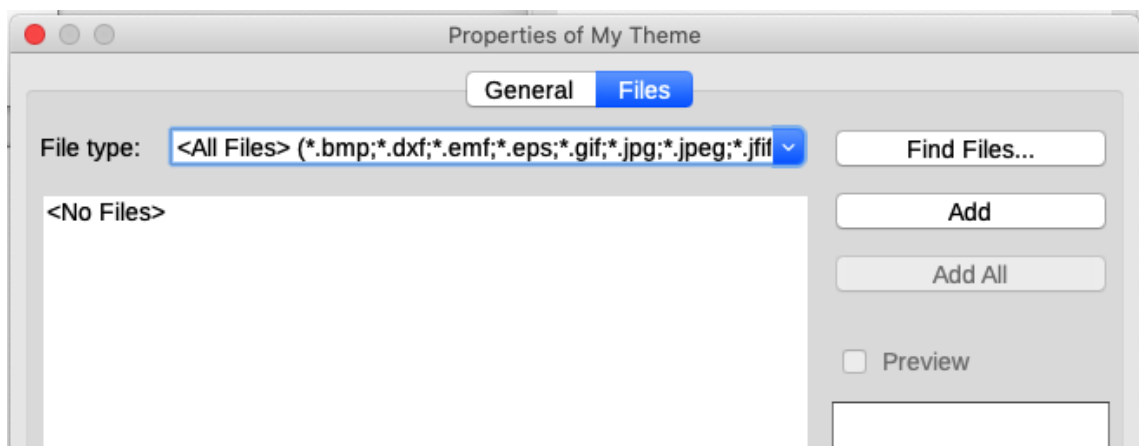 Properties of My Theme
General Files
File type: <All Files> (*.bmp;*.dxf;*.emf;*.eps;*.gif;*.jpg;*.jpeg;*.jfif
Find Files...
<No Files>
Add
Add All
Preview